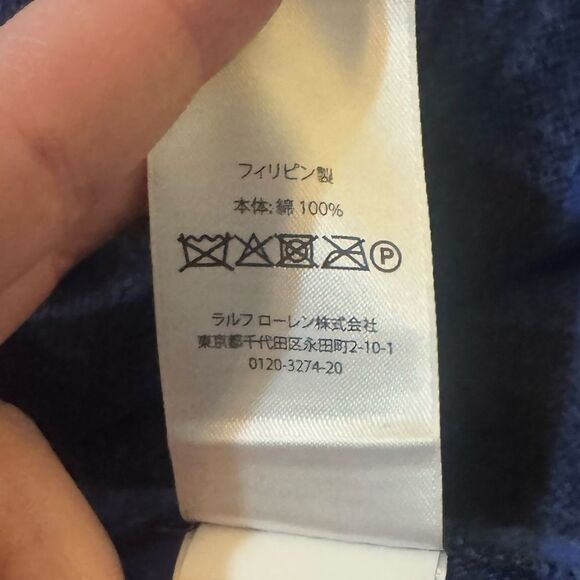 フィリピン製
本体: 綿 100%
P
ラルフ ローレン株式会社
東京都千代田区永田町2-10-1
0120-3274-20